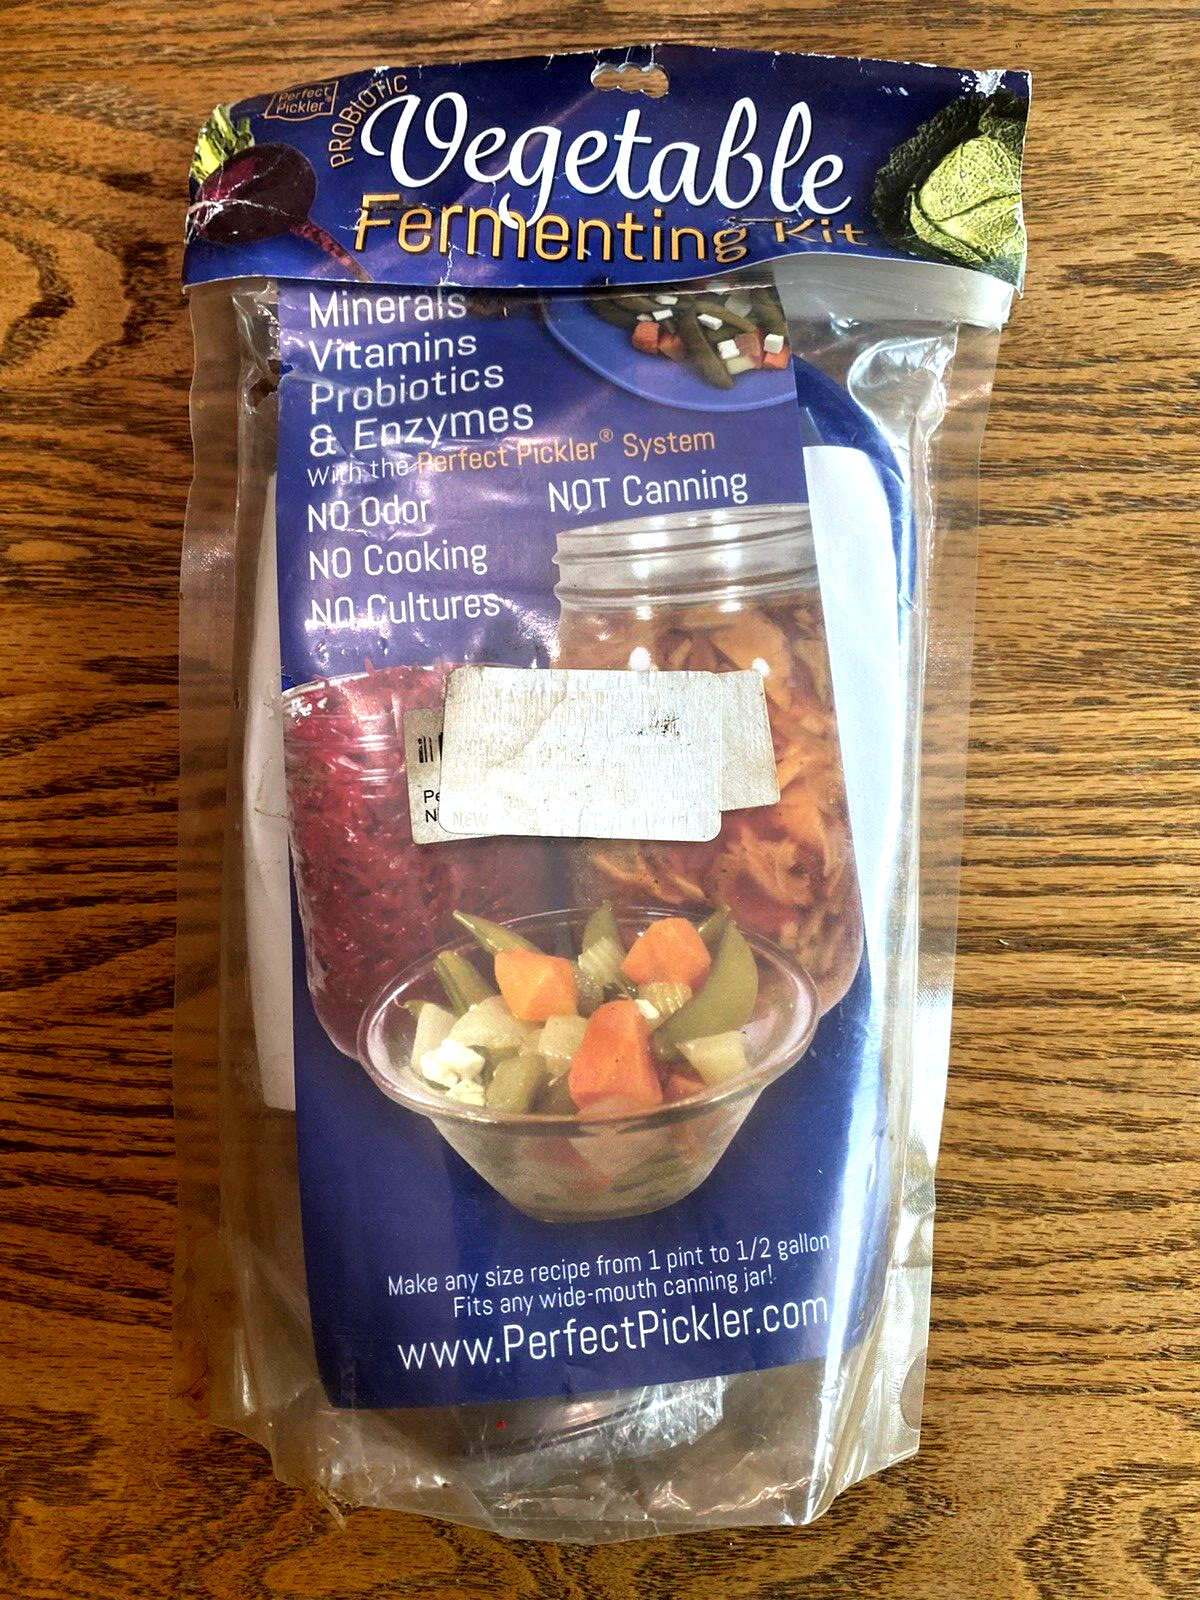 Perfect
Pickler
PROBIOTIC
Vegetable
Fermenting Kit
Minerals
Vitamins
Probiotics
& Enzymes
With the Perfect Pickler® System
NOT Canning
NO Odor
NO Cooking
NO Cultures
NEW
Make any size recipe from 1 pint to 1/2 gallon
Fits any wide-mouth canning jar!
www.PerfectPickler.com